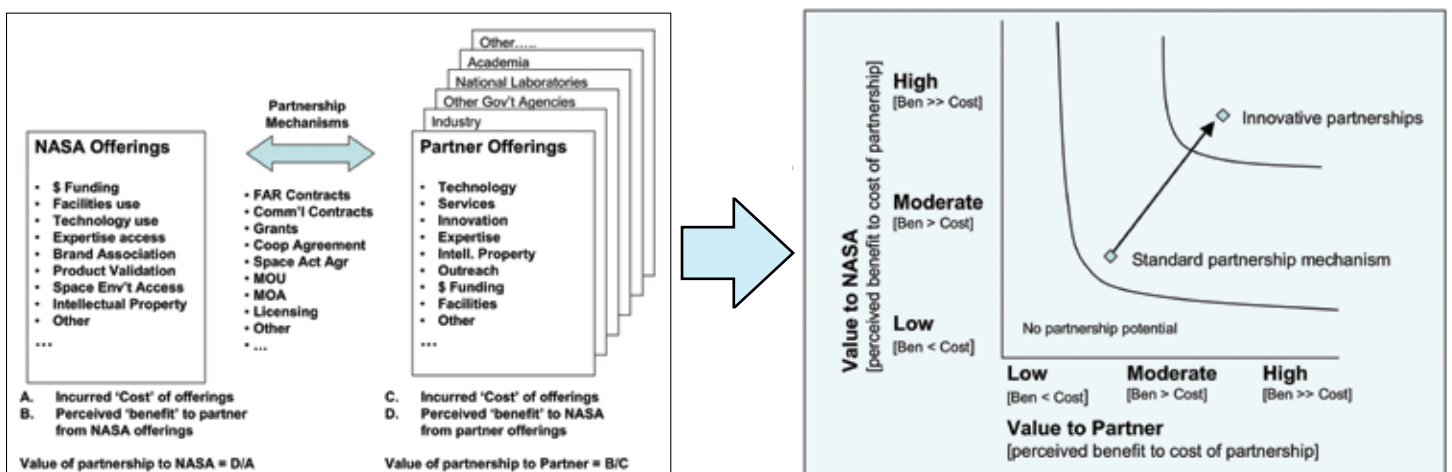 Other.....
Academia
National Laboratories
Other Gov't Agencies
Industry
Partnership
Mechanisms
NASA Offerings
• $ Funding
• Facilities use
• Technology use
• Expertise access
• Brand Association
• Product Validation
• Space Env't Access
• Intellectual Property
• Other
...
• FAR Contracts
• Comm'l Contracts
• Grants
• Coop Agreement
• Space Act Agr
• MOU
• MOA
• Licensing
• Other
• ...
Partner Offerings
• Technology
• Services
• Innovation
• Expertise
• Intell. Property
• Outreach
• $ Funding
• Facilities
• Other
...
A. Incurred 'Cost' of offerings
B. Perceived 'benefit' to partner
from NASA offerings
Value of partnership to NASA = D/A
C. Incurred 'Cost' of offerings
D. Perceived 'benefit' to NASA
from partner offerings
Value of partnership to Partner = B/C
Value to NASA
[perceived benefit to cost of partnership]
High
[Ben >> Cost]
Moderate
[Ben > Cost]
Low
[Ben < Cost]
Innovative partnerships
Standard partnership mechanism
No partnership potential
Low
[Ben < Cost]
Moderate
[Ben > Cost]
High
[Ben >> Cost]
Value to Partner
[perceived benefit to cost of partnership]